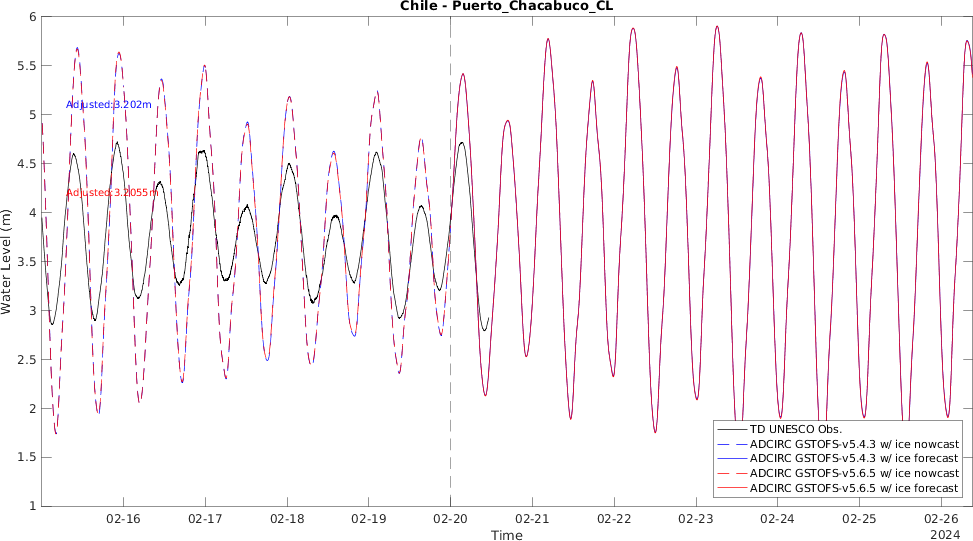 Chile - Puerto_Chacabuco_CL
6
5.5
5
4.5
4
3.5
3
2.5
2
1.5
1
Water Level (m)
Adjusted:3.202m
Adjusted:3.2055m
TD UNESCO Obs.
ADCIRC GSTOFS-v5.4.3 w/ ice nowcast
ADCIRC GSTOFS-v5.4.3 w/ ice forecast
ADCIRC GSTOFS-v5.6.5 w/ ice nowcast
ADCIRC GSTOFS-v5.6.5 w/ ice forecast
02-16 02-17 02-18 02-19 02-20 02-21 02-22 02-23 02-24 02-25 02-26
Time
2024